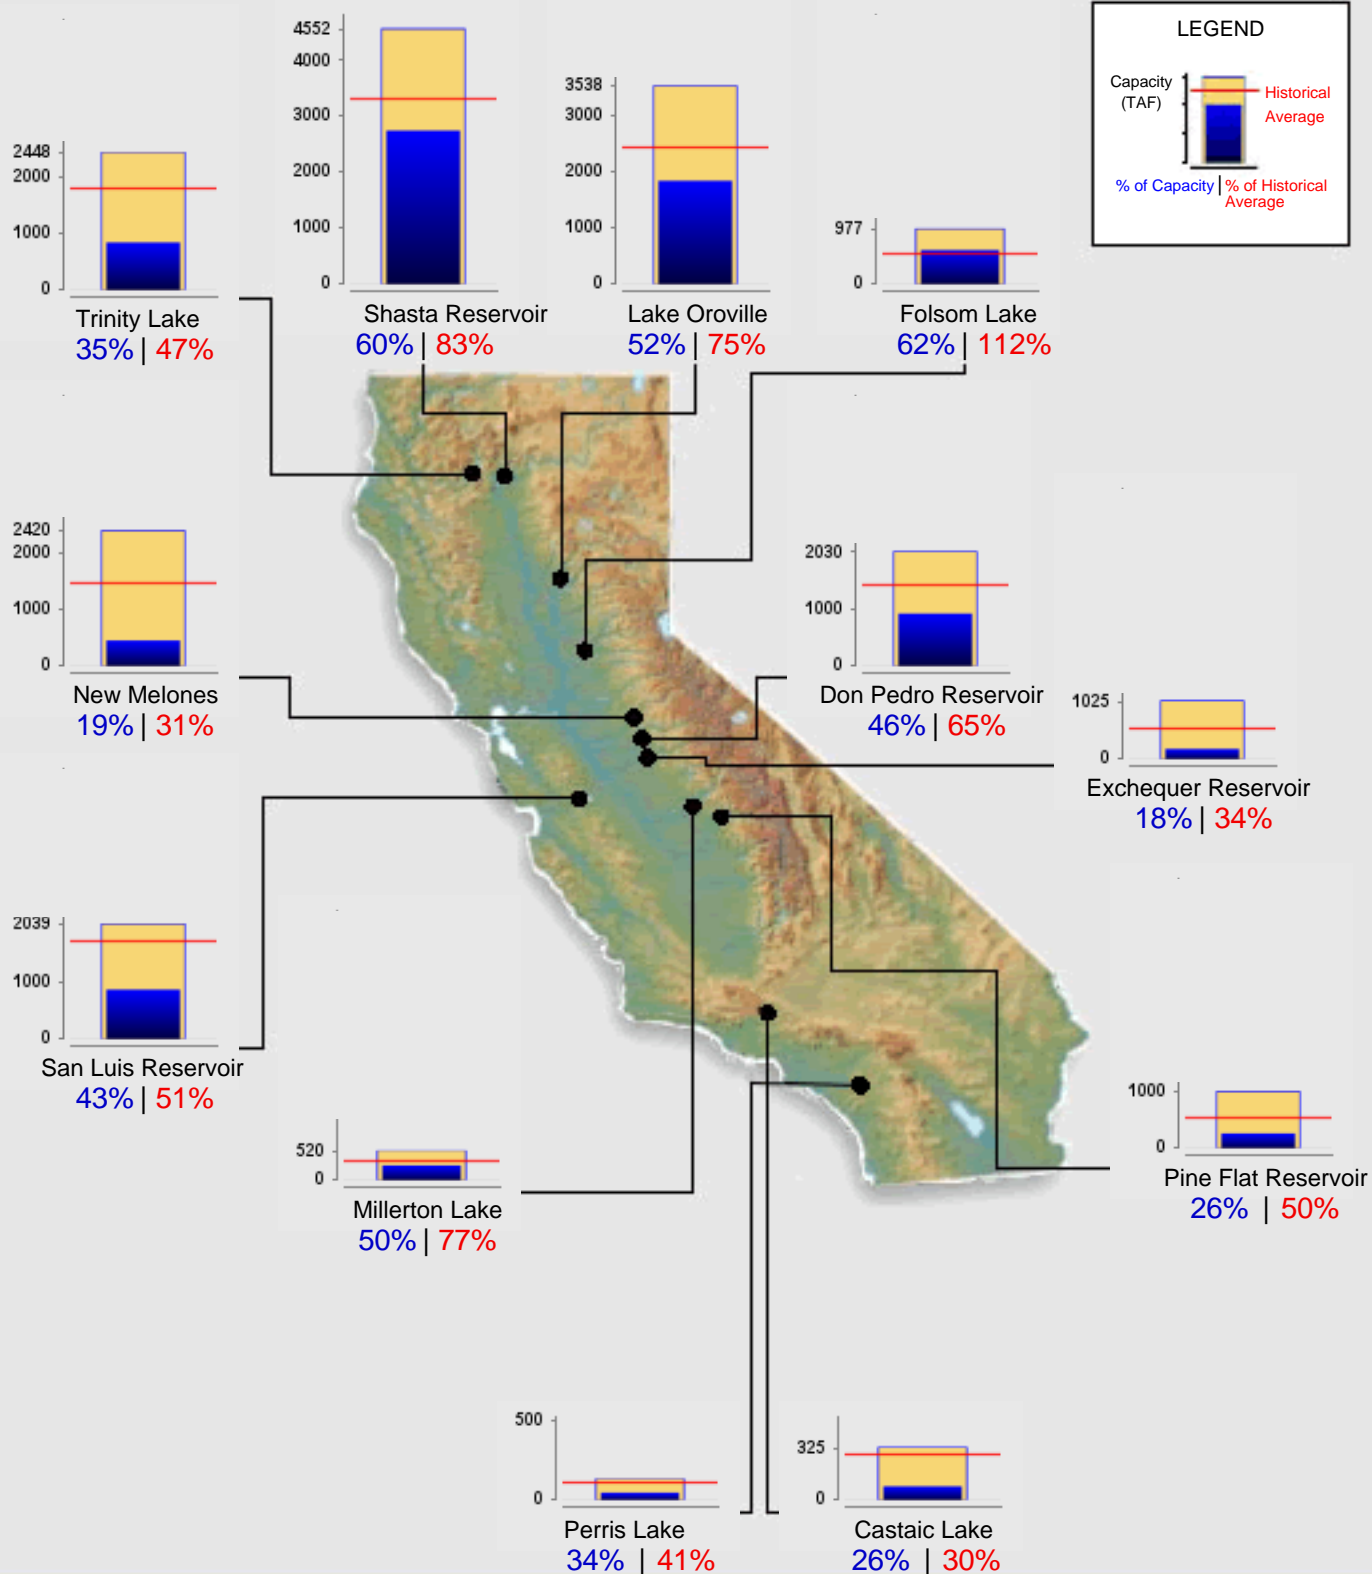 4552
4000
3000
2000
1000
0
Shasta Reservoir
60% | 83%
3538
3000
2000
1000
0
Lake Oroville
52% | 75%
LEGEND
Capacity
(TAF)
Historical
Average
% of Capacity | % of Historical
Average
2448
2000
1000
0
Trinity Lake
35% | 47%
977
0
Folsom Lake
62% | 112%
2420
2000
1000
0
New Melones
19% | 31%
2030
1000
0
Don Pedro Reservoir
46% | 65%
1025
0
Exchequer Reservoir
18% | 34%
2039
1000
0
San Luis Reservoir
43% | 51%
520
0
Millerton Lake
50% | 77%
1000
0
Pine Flat Reservoir
26% | 50%
500
0
Perris Lake
34% | 41%
325
0
Castaic Lake
26% | 30%